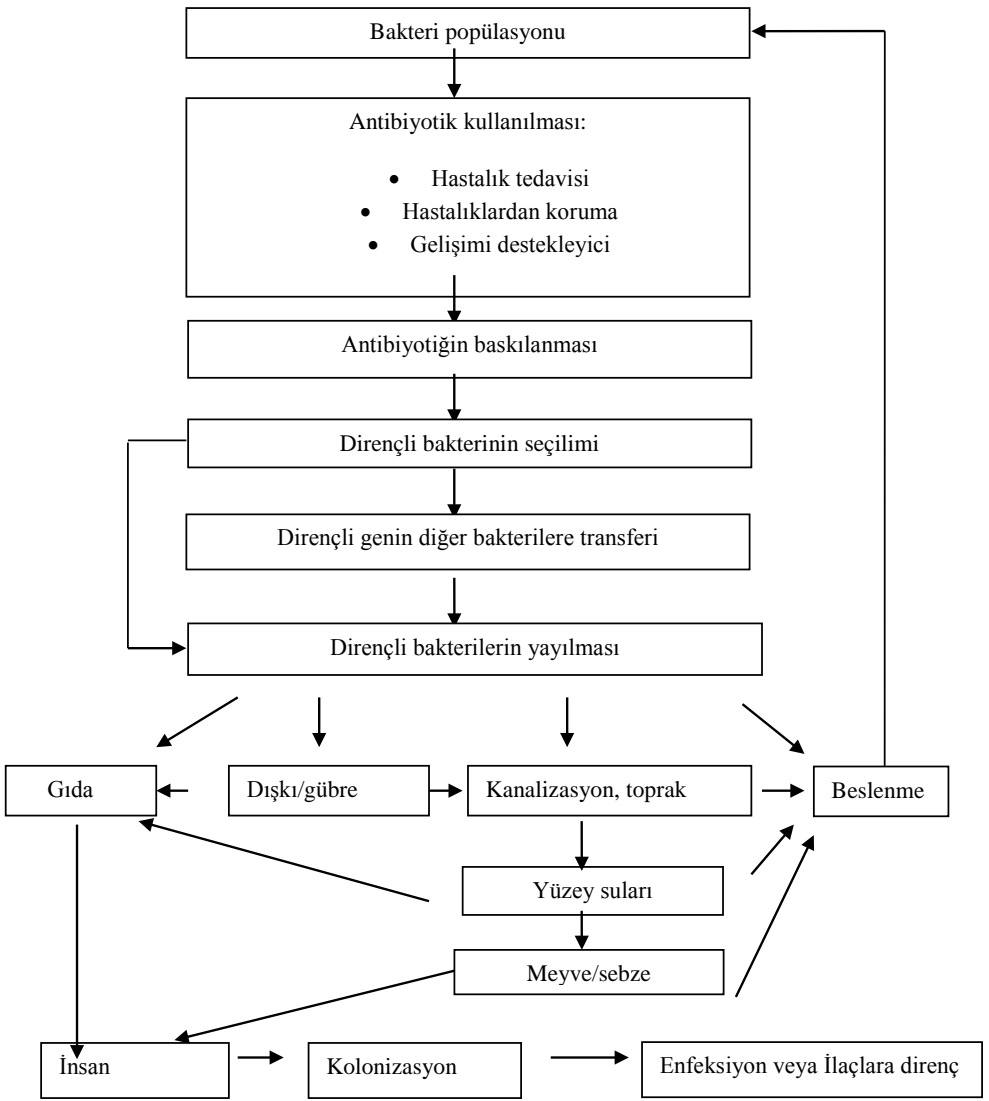 Bakteri popülasyonu
Antibiyotik kullanılması:
• Hastalık tedavisi
• Hastalıklardan koruma
• Gelişimi destekleyici
Antibiyotiğin baskılanması
Dirençli bakterinin seçilimi
Dirençli genin diğer bakterilere transferi
Dirençli bakterilerin yayılması
Gıda
Dışkı/gübre
Kanalizasyon, toprak
Beslenme
Yüzey suları
Meyve/sebze
İnsan
Kolonizasyon
Enfeksiyon veya İlaçlara direnç